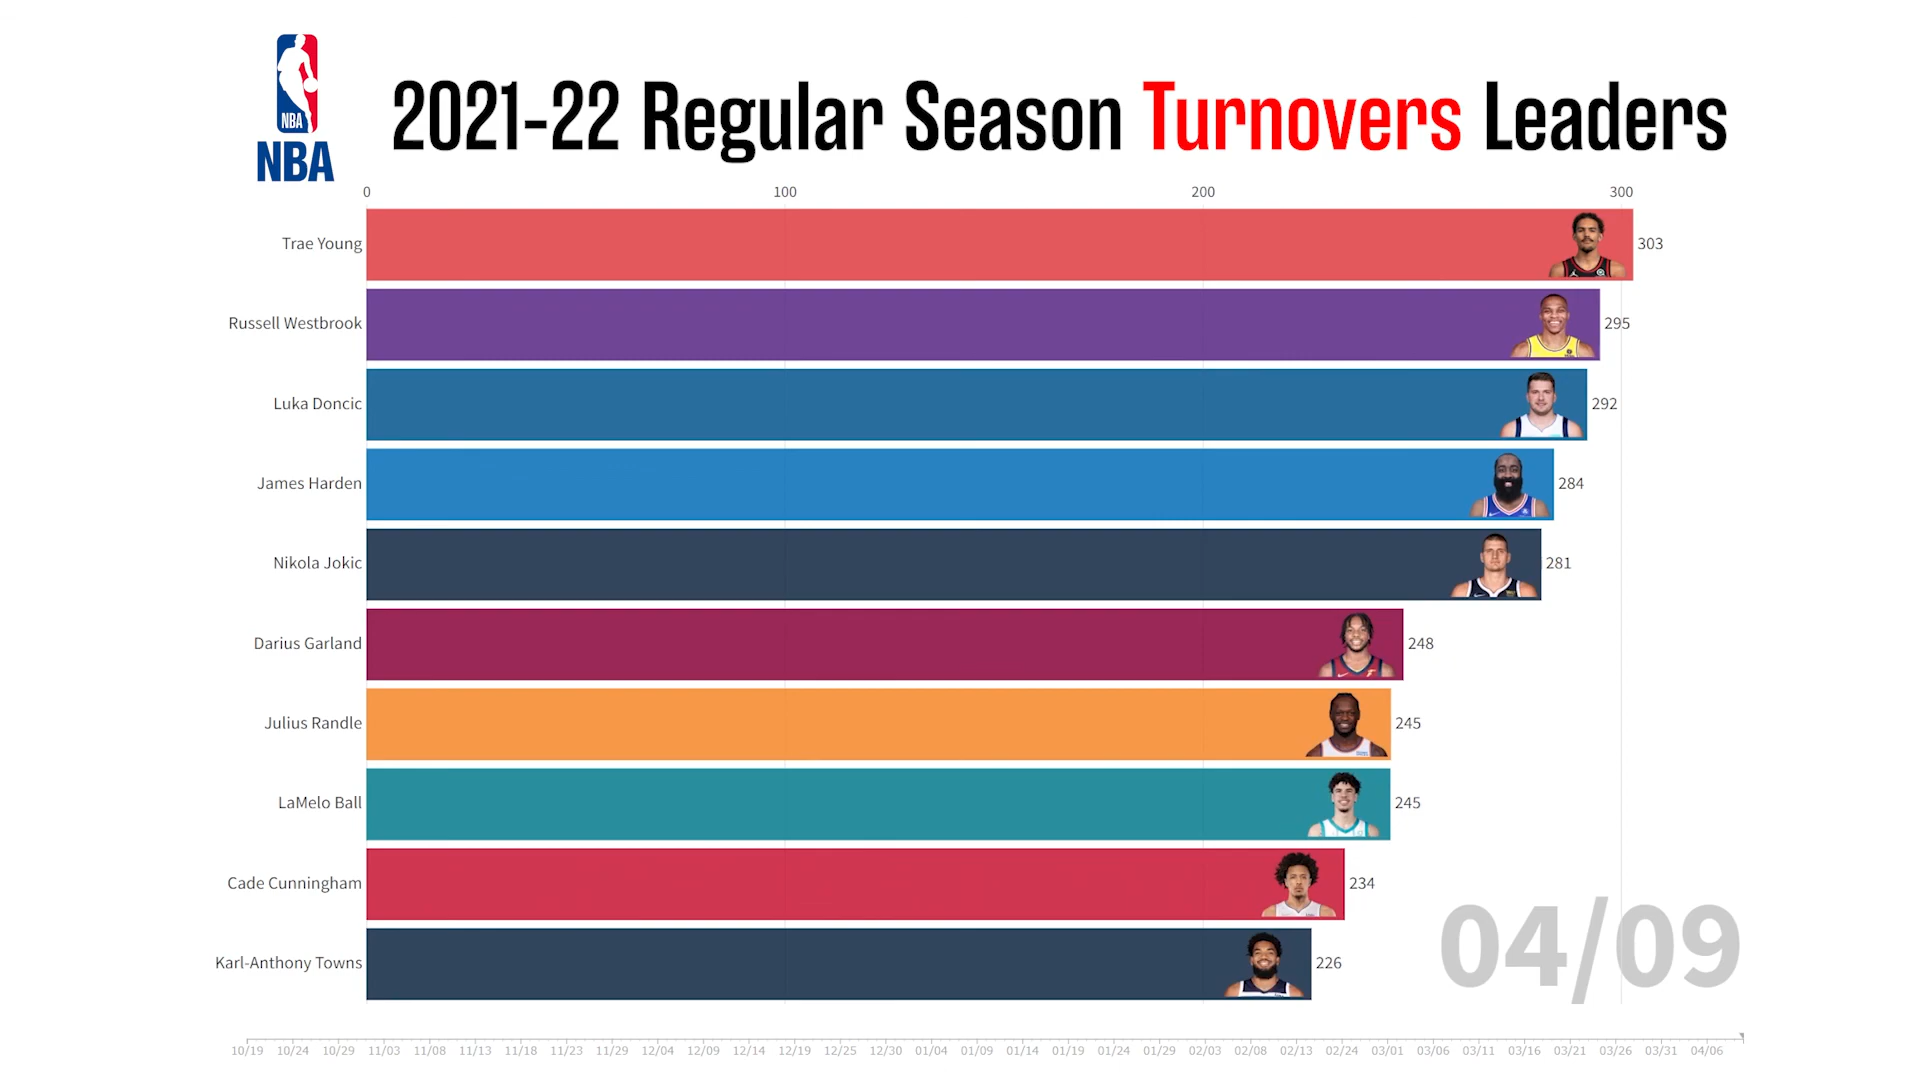 NBA
NBA
2021-22 Regular Season Turnovers Leaders
0 100 200 300
Trae Young 303
Russell Westbrook 295
Luka Doncic 292
James Harden 284
Nikola Jokic 281
Darius Garland 248
Julius Randle 245
LaMelo Ball 245
Cade Cunningham 234
Karl-Anthony Towns 226
04/09
10/19 10/24 10/29 11/03 11/08 11/13 11/18 11/23 11/29 12/04 12/09 12/14 12/19 12/25 12/30 01/04 01/09 01/14 01/19 01/24 01/29 02/03 02/08 02/13 02/24 03/01 03/06 03/11 03/16 03/21 03/26 03/31 04/06